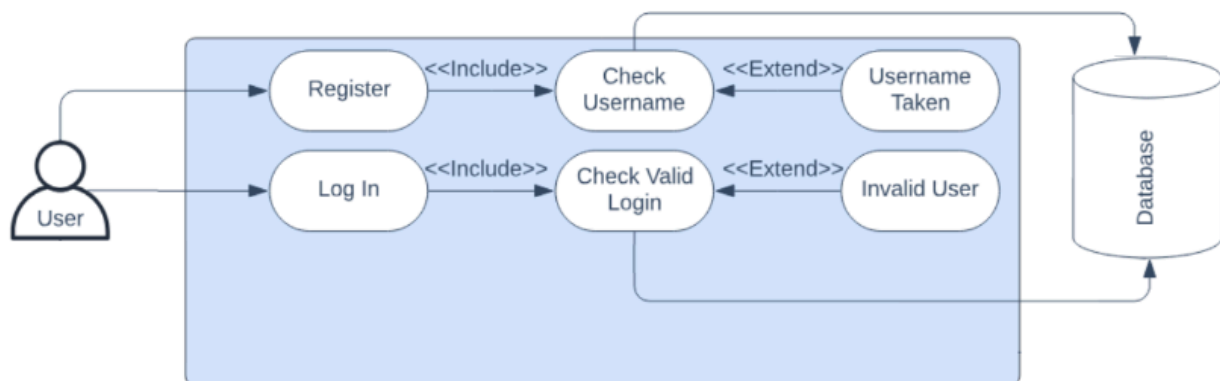 Register
<<Include>>
Check
Username
<<Extend>>
Username
Taken
Log In
<<Include>>
Check Valid
Login
<<Extend>>
Invalid User
User
Database